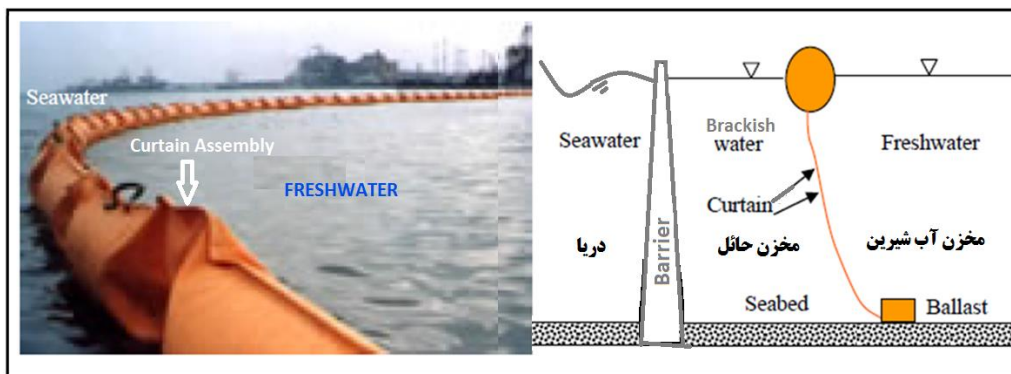 Seawater
Curtain Assembly
FRESHWATER
Seawater
Brackish
water
Freshwater
Curtain
دریا
Barrier
مخزن حائل
مخزن آب شیرین
Seabed
Ballast